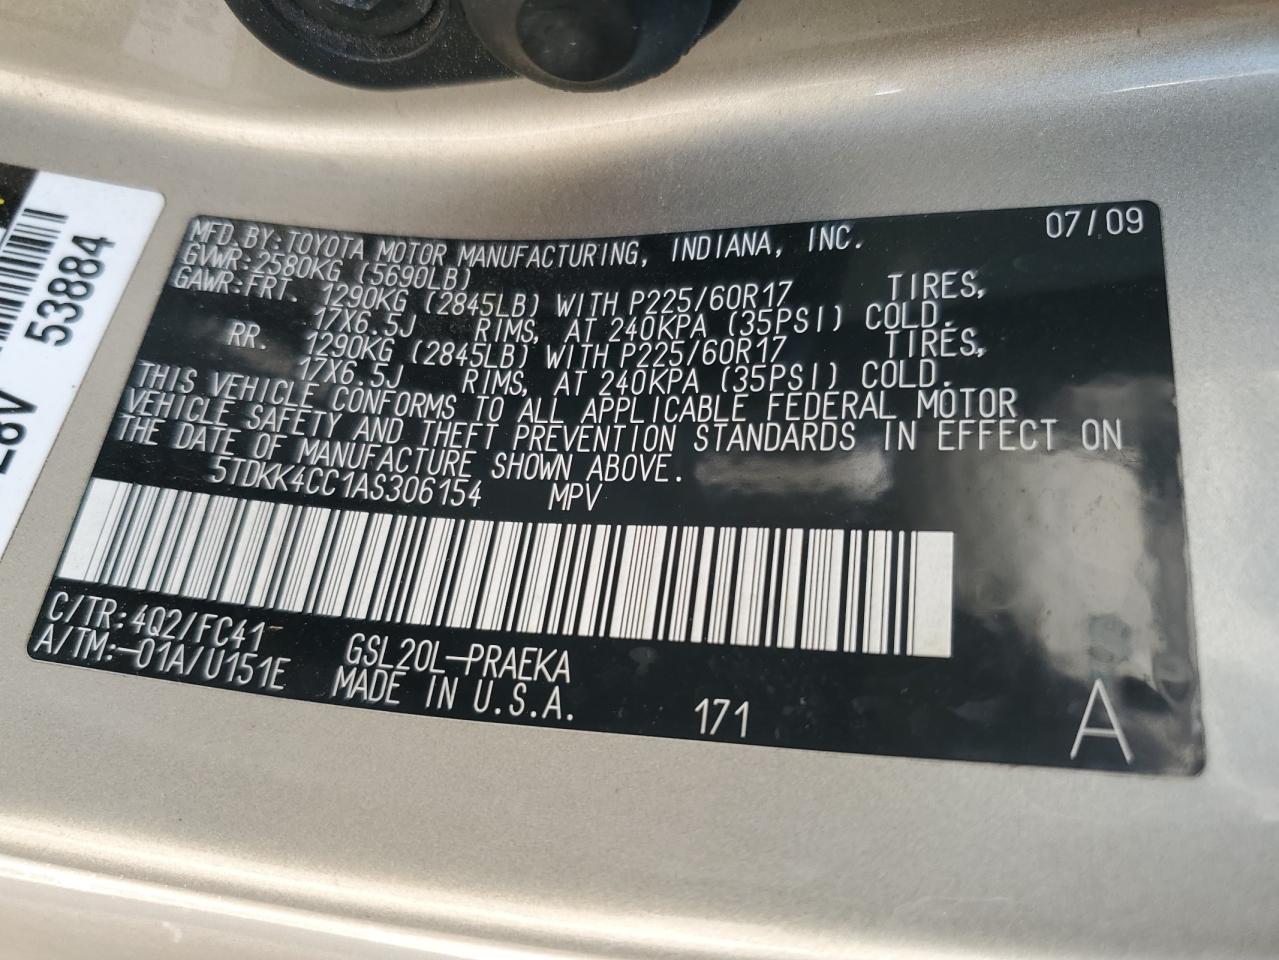 MFD. BY: TOYOTA MOTOR MANUFACTURING, INDIANA, INC. 07/09
GVWR: 2580KG (5690LB)
GAWR: FRT. 1290KG (2845LB) WITH P225/60R17 TIRES,
17X6.5J RIMS, AT 240KPA (35PSI) COLD.
RR. 1290KG (2845LB) WITH P225/60R17 TIRES,
17X6.5J RIMS, AT 240KPA (35PSI) COLD.
THIS VEHICLE CONFORMS TO ALL APPLICABLE FEDERAL MOTOR
VEHICLE SAFETY AND THEFT PREVENTION STANDARDS IN EFFECT ON
THE DATE OF MANUFACTURE SHOWN ABOVE.
5TDKK4CC1AS306154 MPV
C/TR: 4Q2/FC41 GSL20L-PRAEKA
A/TM: -01A/U151E MADE IN U.S.A. 171 A
53884